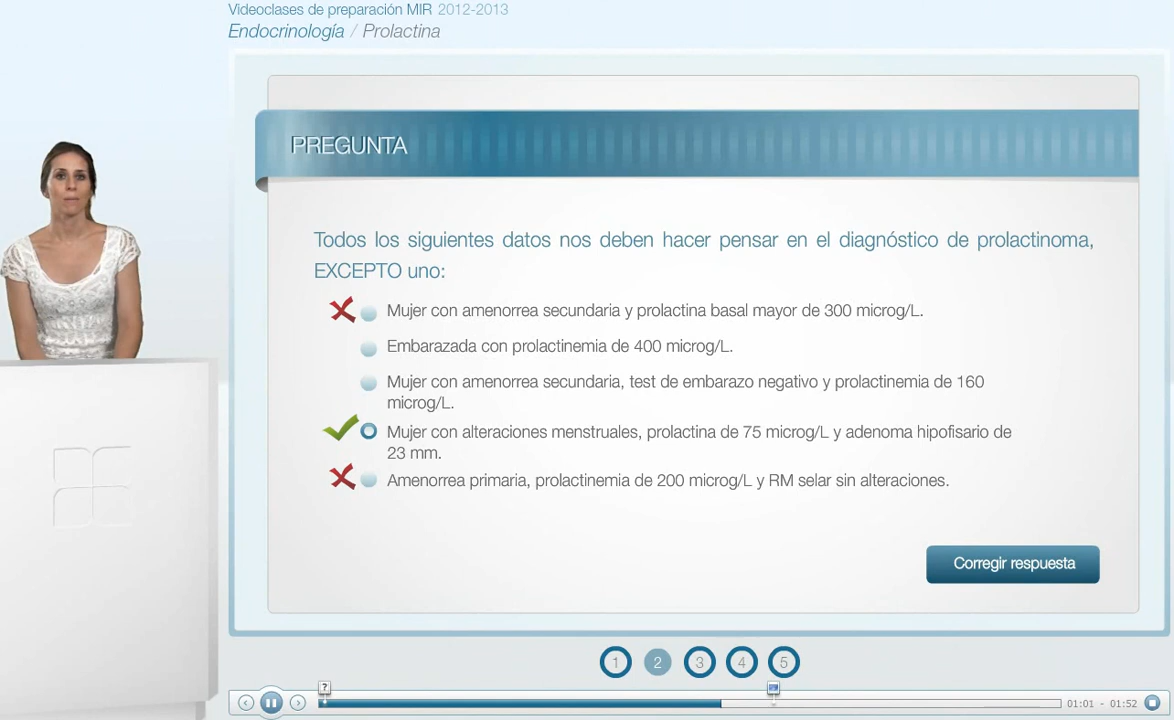 Videoclases de preparación MIR 2012-2013
Endocrinología / Prolactina
PREGUNTA
Todos los siguientes datos nos deben hacer pensar en el diagnóstico de prolactinoma,
EXCEPTO uno:
Mujer con amenorrea secundaria y prolactina basal mayor de 300 microg/L.
Embarazada con prolactinemia de 400 microg/L.
Mujer con amenorrea secundaria, test de embarazo negativo y prolactinemia de 160
microg/L.
Mujer con alteraciones menstruales, prolactina de 75 microg/L y adenoma hipofisario de
23 mm.
Amenorrea primaria, prolactinemia de 200 microg/L y RM selar sin alteraciones.
Corregir respuesta
1 2 3 4 5
?
01:01 - 01:52